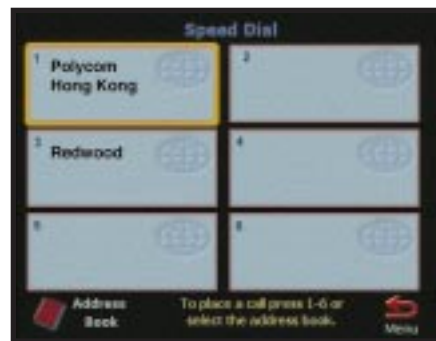 Speed Dial
1 Polycom
Hong Kong
2
3 Redwood
4
5
6
Address
Book
To place a call press 1-6 or
select the address book.
Menu